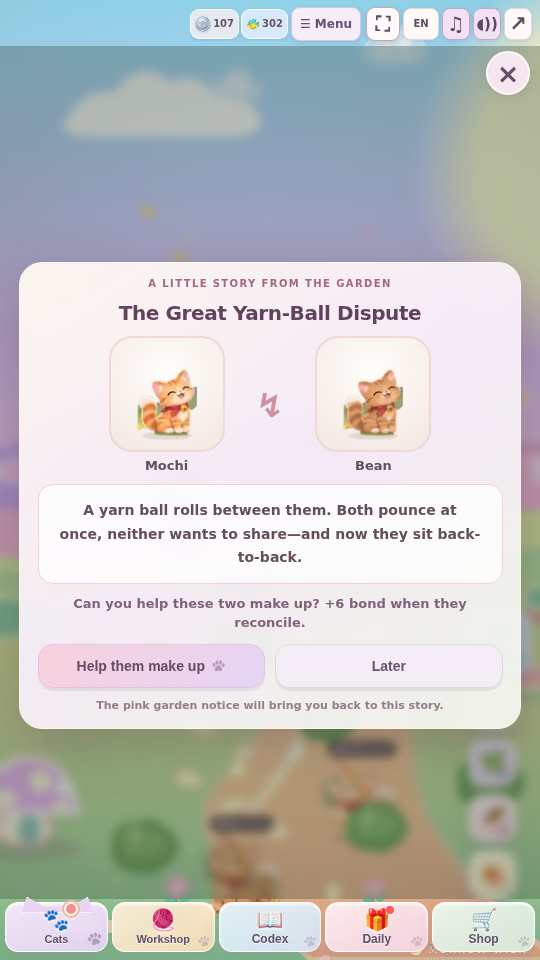 107
302
☰ Menu
EN
A LITTLE STORY FROM THE GARDEN
The Great Yarn-Ball Dispute
Mochi
Bean
A yarn ball rolls between them. Both pounce at
once, neither wants to share—and now they sit back-
to-back.
Can you help these two make up? +6 bond when they
reconcile.
Help them make up
Later
The pink garden notice will bring you back to this story.
Cats
Workshop
Codex
Daily
Shop